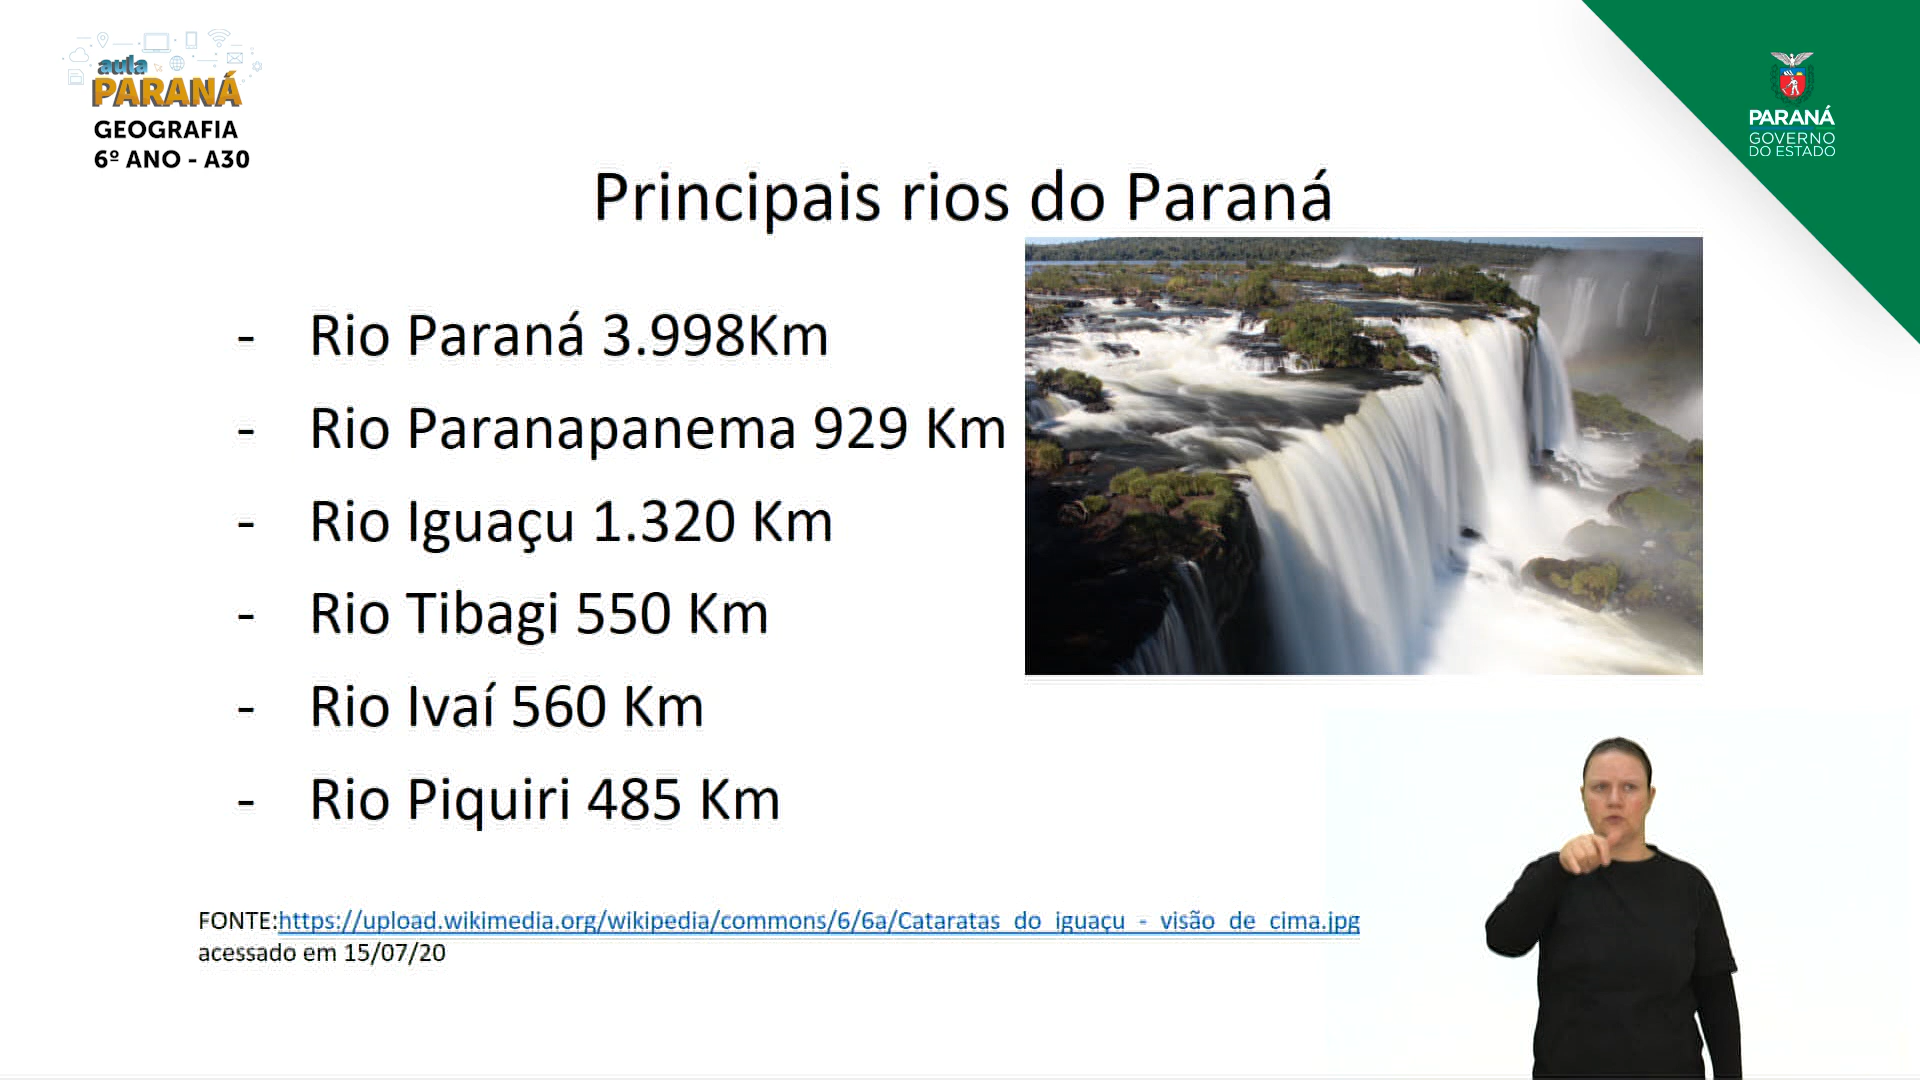 aula
PARANÁ
GEOGRAFIA
6º ANO - A30
PARANÁ
GOVERNO
DO ESTADO
Principais rios do Paraná
- Rio Paraná 3.998Km
- Rio Paranapanema 929 Km
- Rio Iguaçu 1.320 Km
- Rio Tibagi 550 Km
- Rio Ivaí 560 Km
- Rio Piquiri 485 Km
FONTE:https://upload.wikimedia.org/wikipedia/commons/6/6a/Cataratas_do_iguaçu_-_visão_de_cima.jpg
acessado em 15/07/20